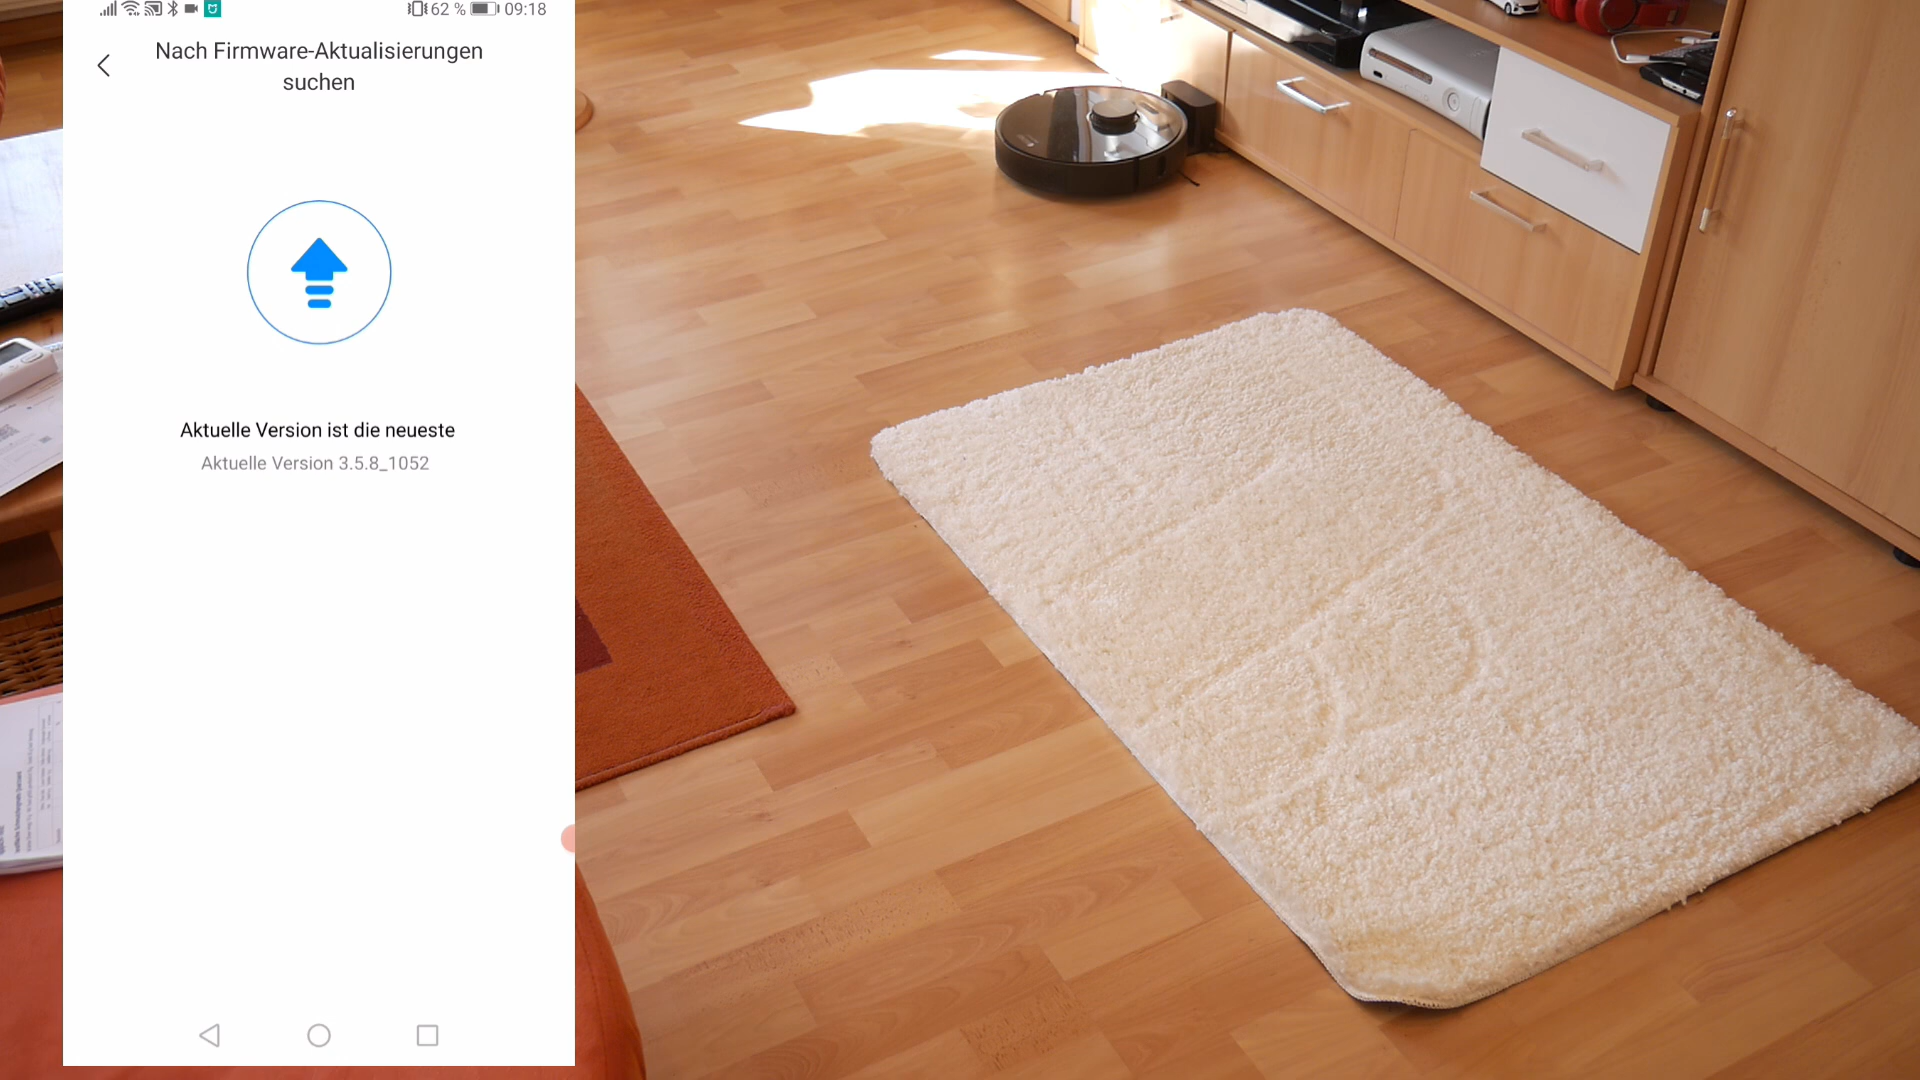 62 % 09:18
Nach Firmware-Aktualisierungen
suchen
Aktuelle Version ist die neueste
Aktuelle Version 3.5.8_1052